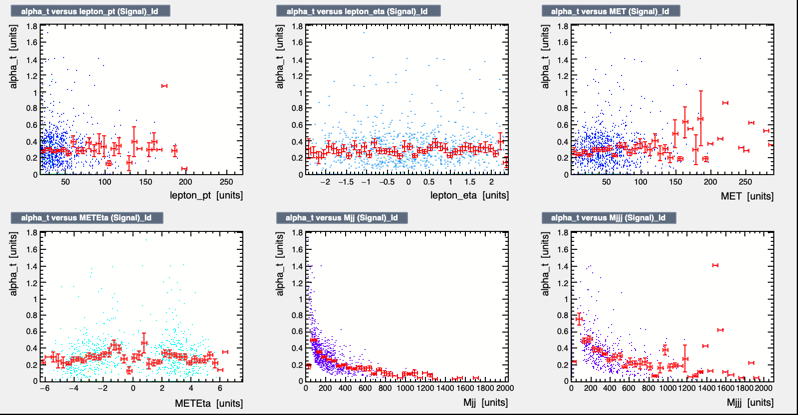 alpha_t versus lepton_pt (Signal)_Id
alpha_t versus lepton_eta (Signal)_Id
alpha_t versus MET (Signal)_Id
alpha_t [units]
1.8
1.6
1.4
1.2
1
0.8
0.6
0.4
0.2
0
50 100 150 200 250
lepton_pt [units]
alpha_t [units]
1.8
1.6
1.4
1.2
1
0.8
0.6
0.4
0.2
0
−2 −1.5 −1 −0.5 0 0.5 1 1.5 2
lepton_eta [units]
alpha_t [units]
1.8
1.6
1.4
1.2
1
0.8
0.6
0.4
0.2
0
50 100 150 200 250
MET [units]
alpha_t versus METEta (Signal)_Id
alpha_t versus Mjj (Signal)_Id
alpha_t versus Mjjj (Signal)_Id
alpha_t [units]
1.8
1.6
1.4
1.2
1
0.8
0.6
0.4
0.2
0
−6 −4 −2 0 2 4 6
METEta [units]
alpha_t [units]
1.8
1.6
1.4
1.2
1
0.8
0.6
0.4
0.2
0
0 200 400 600 800 1000 1200 1400 1600 1800 2000
Mjj [units]
alpha_t [units]
1.8
1.6
1.4
1.2
1
0.8
0.6
0.4
0.2
0
0 200 400 600 800 1000 1200 1400 1600 1800 2000
Mjjj [units]